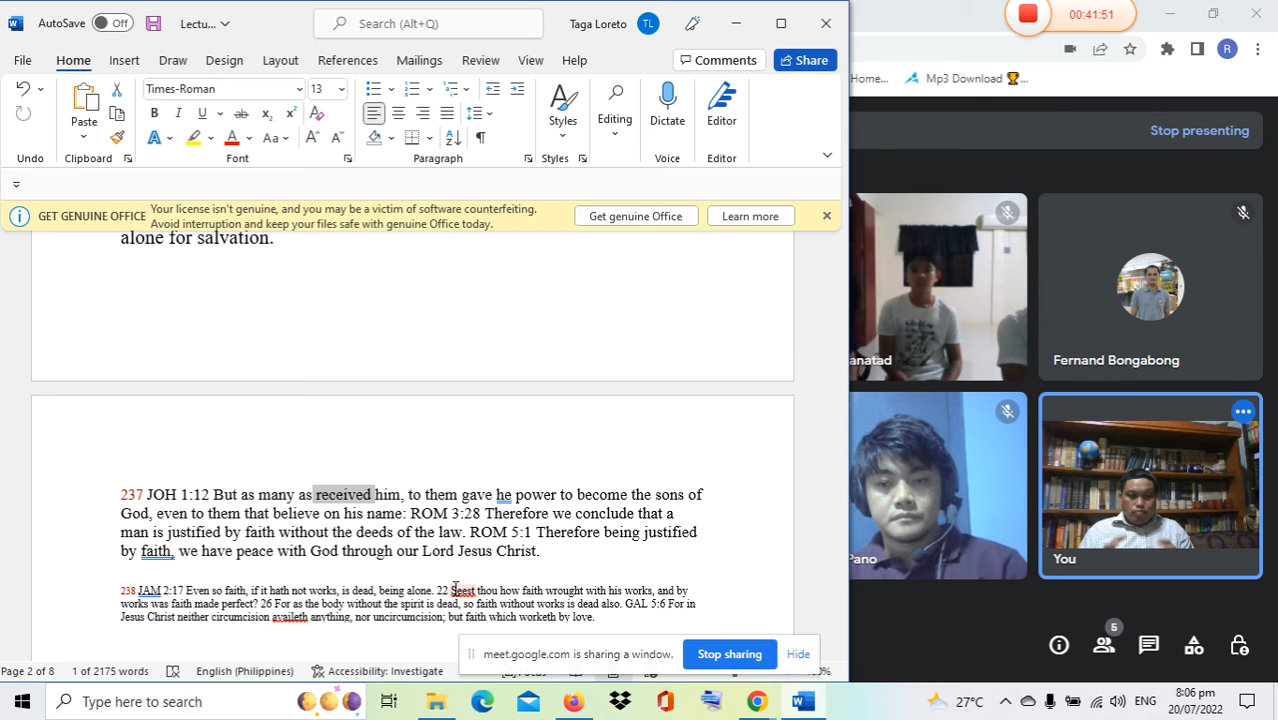 AutoSave Off
Lectu...
Search (Alt+Q)
Taga Loreto TL
00:41:51
File Home Insert Draw Design Layout References Mailings Review View Help
Comments Share
Home...
Mp3 Download
R
Times-Roman 13
Paste
Styles
Editing
Dictate
Editor
Undo Clipboard Font Paragraph Styles Voice Editor
Stop presenting
GET GENUINE OFFICE Your license isn't genuine, and you may be a victim of software counterfeiting.
Avoid interruption and keep your files safe with genuine Office today.
Get genuine Office
Learn more
alone for salvation.
anatad
Fernand Bongabong
237 JOH 1:12 But as many as received him, to them gave he power to become the sons of
God, even to them that believe on his name: ROM 3:28 Therefore we conclude that a
man is justified by faith without the deeds of the law. ROM 5:1 Therefore being justified
by faith, we have peace with God through our Lord Jesus Christ.
238 JAM 2:17 Even so faith, if it hath not works, is dead, being alone. 22 Seest thou how faith wrought with his works, and by
works was faith made perfect? 26 For as the body without the spirit is dead, so faith without works is dead also. GAL 5:6 For in
Jesus Christ neither circumcision availeth anything, nor uncircumcision; but faith which worketh by love.
Pano
You
6
meet.google.com is sharing a window.
Stop sharing
Hide
Page 2 of 8
1 of 2175 words
English (Philippines)
Accessibility: Investigate
Type here to search
27°C
ENG
8:06 pm
20/07/2022